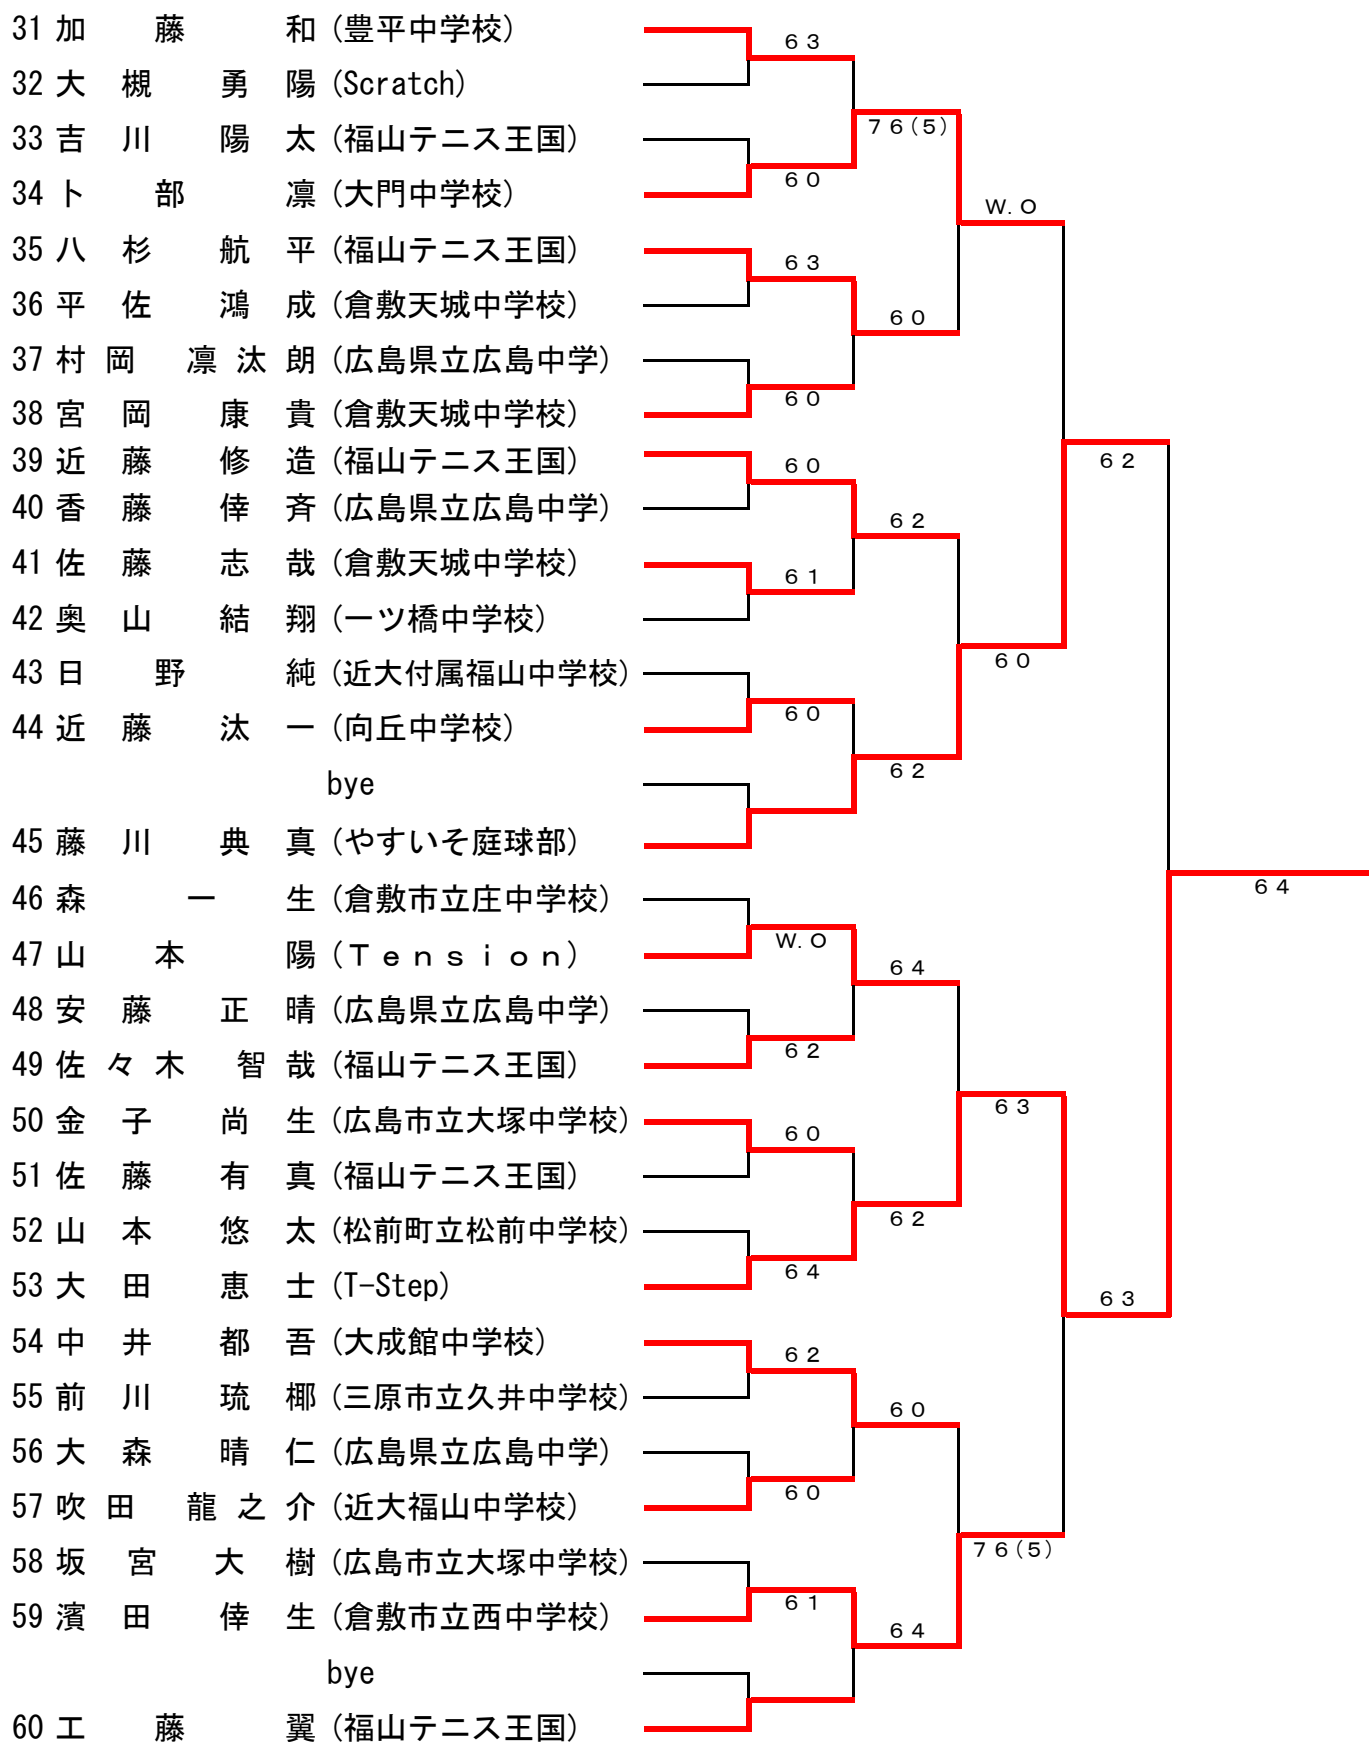 31 加藤和 (豊平中学校)
63
32 大槻勇陽 (Scratch)
76(5)
33 吉川陽太 (福山テニス王国)
60
34 卜部凛 (大門中学校)
W.O
35 八杉航平 (福山テニス王国)
63
36 平佐鴻成 (倉敷天城中学校)
60
37 村岡凛汰朗 (広島県立広島中学)
60
38 宮岡康貴 (倉敷天城中学校)
39 近藤修造 (福山テニス王国)
60
62
40 香藤倖斉 (広島県立広島中学)
62
41 佐藤志哉 (倉敷天城中学校)
61
42 奥山結翔 (一ツ橋中学校)
60
43 日野純 (近大付属福山中学校)
60
44 近藤汰一 (向丘中学校)
62
bye
45 藤川典真 (やすいそ庭球部)
64
46 森一生 (倉敷市立庄中学校)
W.O
47 山本陽 (Ｔｅｎｓｉｏｎ)
64
48 安藤正晴 (広島県立広島中学)
62
49 佐々木智哉 (福山テニス王国)
63
50 金子尚生 (広島市立大塚中学校)
60
51 佐藤有真 (福山テニス王国)
62
52 山本悠太 (松前町立松前中学校)
64
53 大田恵士 (T-Step)
63
54 中井都吾 (大成館中学校)
62
55 前川琉椰 (三原市立久井中学校)
60
56 大森晴仁 (広島県立広島中学)
60
57 吹田龍之介 (近大福山中学校)
76(5)
58 坂宮大樹 (広島市立大塚中学校)
61
59 濱田倖生 (倉敷市立西中学校)
64
bye
60 工藤翼 (福山テニス王国)